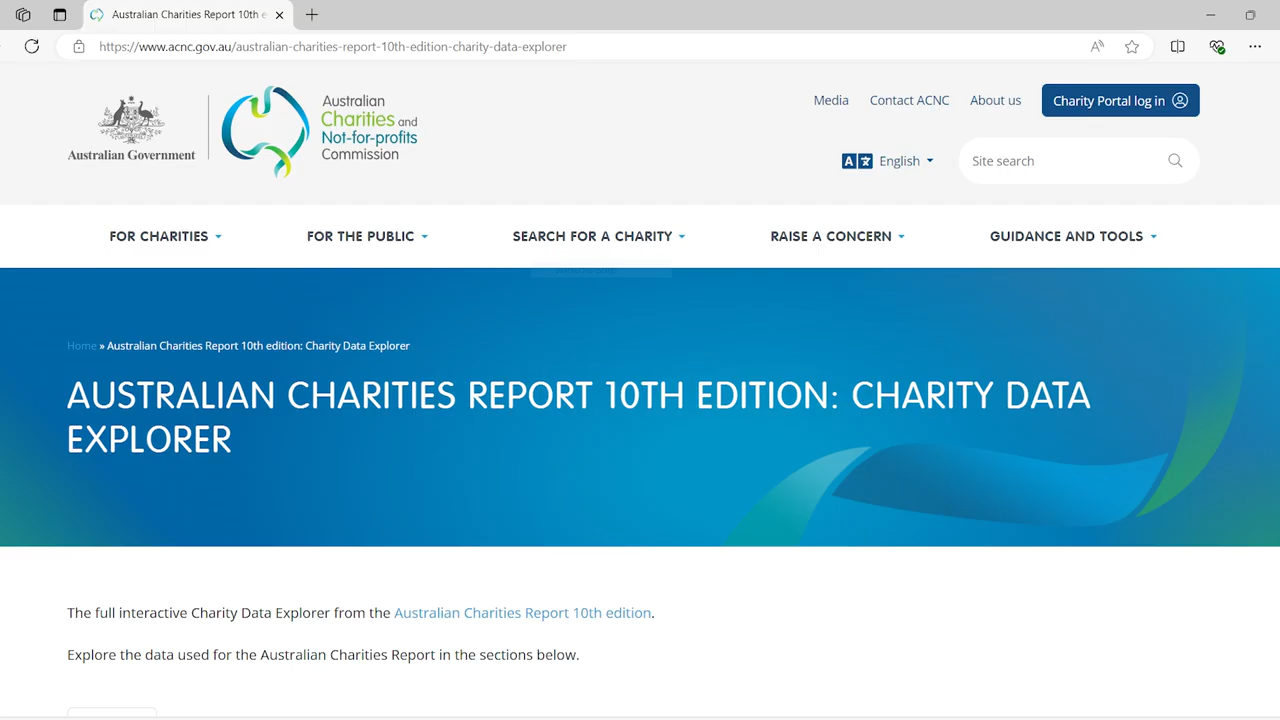 Australian Charities Report 10th e
https://www.acnc.gov.au/australian-charities-report-10th-edition-charity-data-explorer
Australian Government
Australian
Charities and
Not-for-profits
Commission
Media
Contact ACNC
About us
Charity Portal log in
English
Site search
FOR CHARITIES
FOR THE PUBLIC
SEARCH FOR A CHARITY
RAISE A CONCERN
GUIDANCE AND TOOLS
Home » Australian Charities Report 10th edition: Charity Data Explorer
AUSTRALIAN CHARITIES REPORT 10TH EDITION: CHARITY DATA
EXPLORER
The full interactive Charity Data Explorer from the Australian Charities Report 10th edition.
Explore the data used for the Australian Charities Report in the sections below.